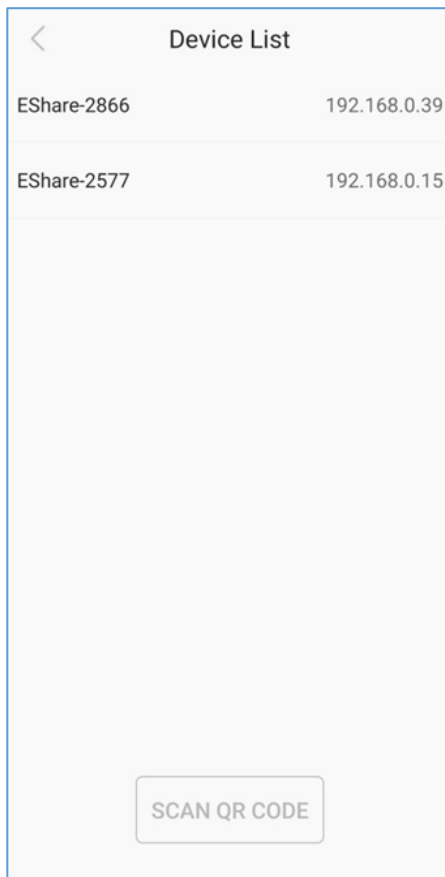 Device List
EShare-2866 192.168.0.39
EShare-2577 192.168.0.15
SCAN QR CODE